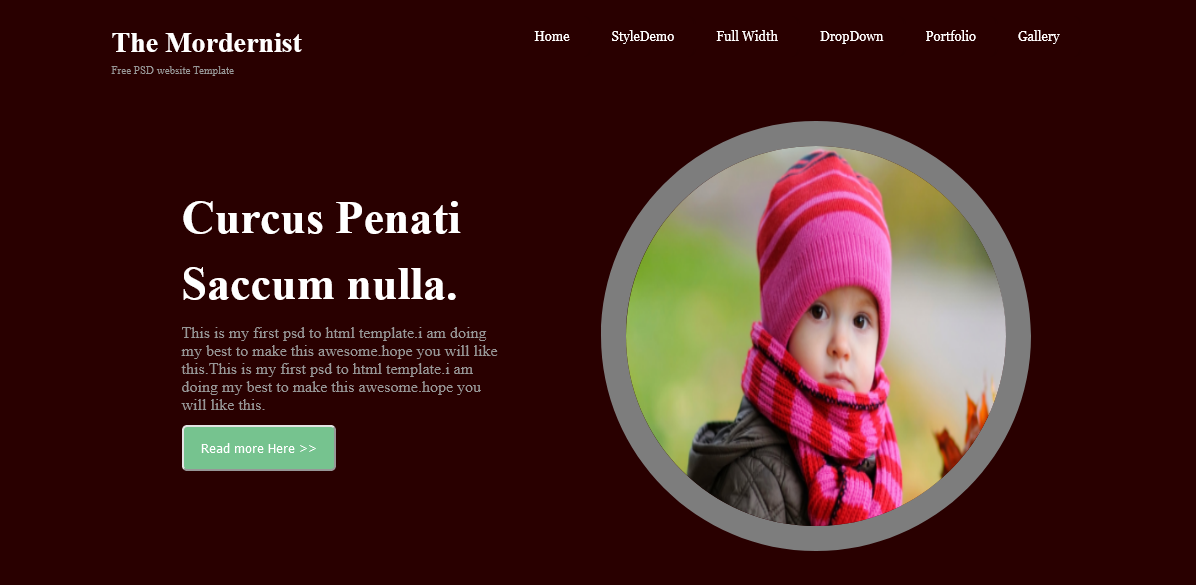 The Mordernist
Free PSD website Template
Home StyleDemo Full Width DropDown Portfolio Gallery
Curcus Penati
Saccum nulla.
This is my first psd to html template.i am doing
my best to make this awesome.hope you will like
this.This is my first psd to html template.i am
doing my best to make this awesome.hope you
will like this.
Read more Here >>